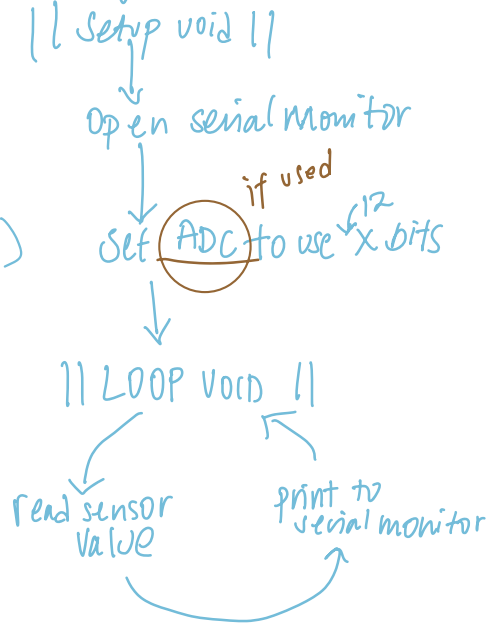 || Setup void ||
Open serial monitor
if used
12
Set ADC to use X bits
|| LOOP VOID ||
read sensor
value
print to
serial monitor